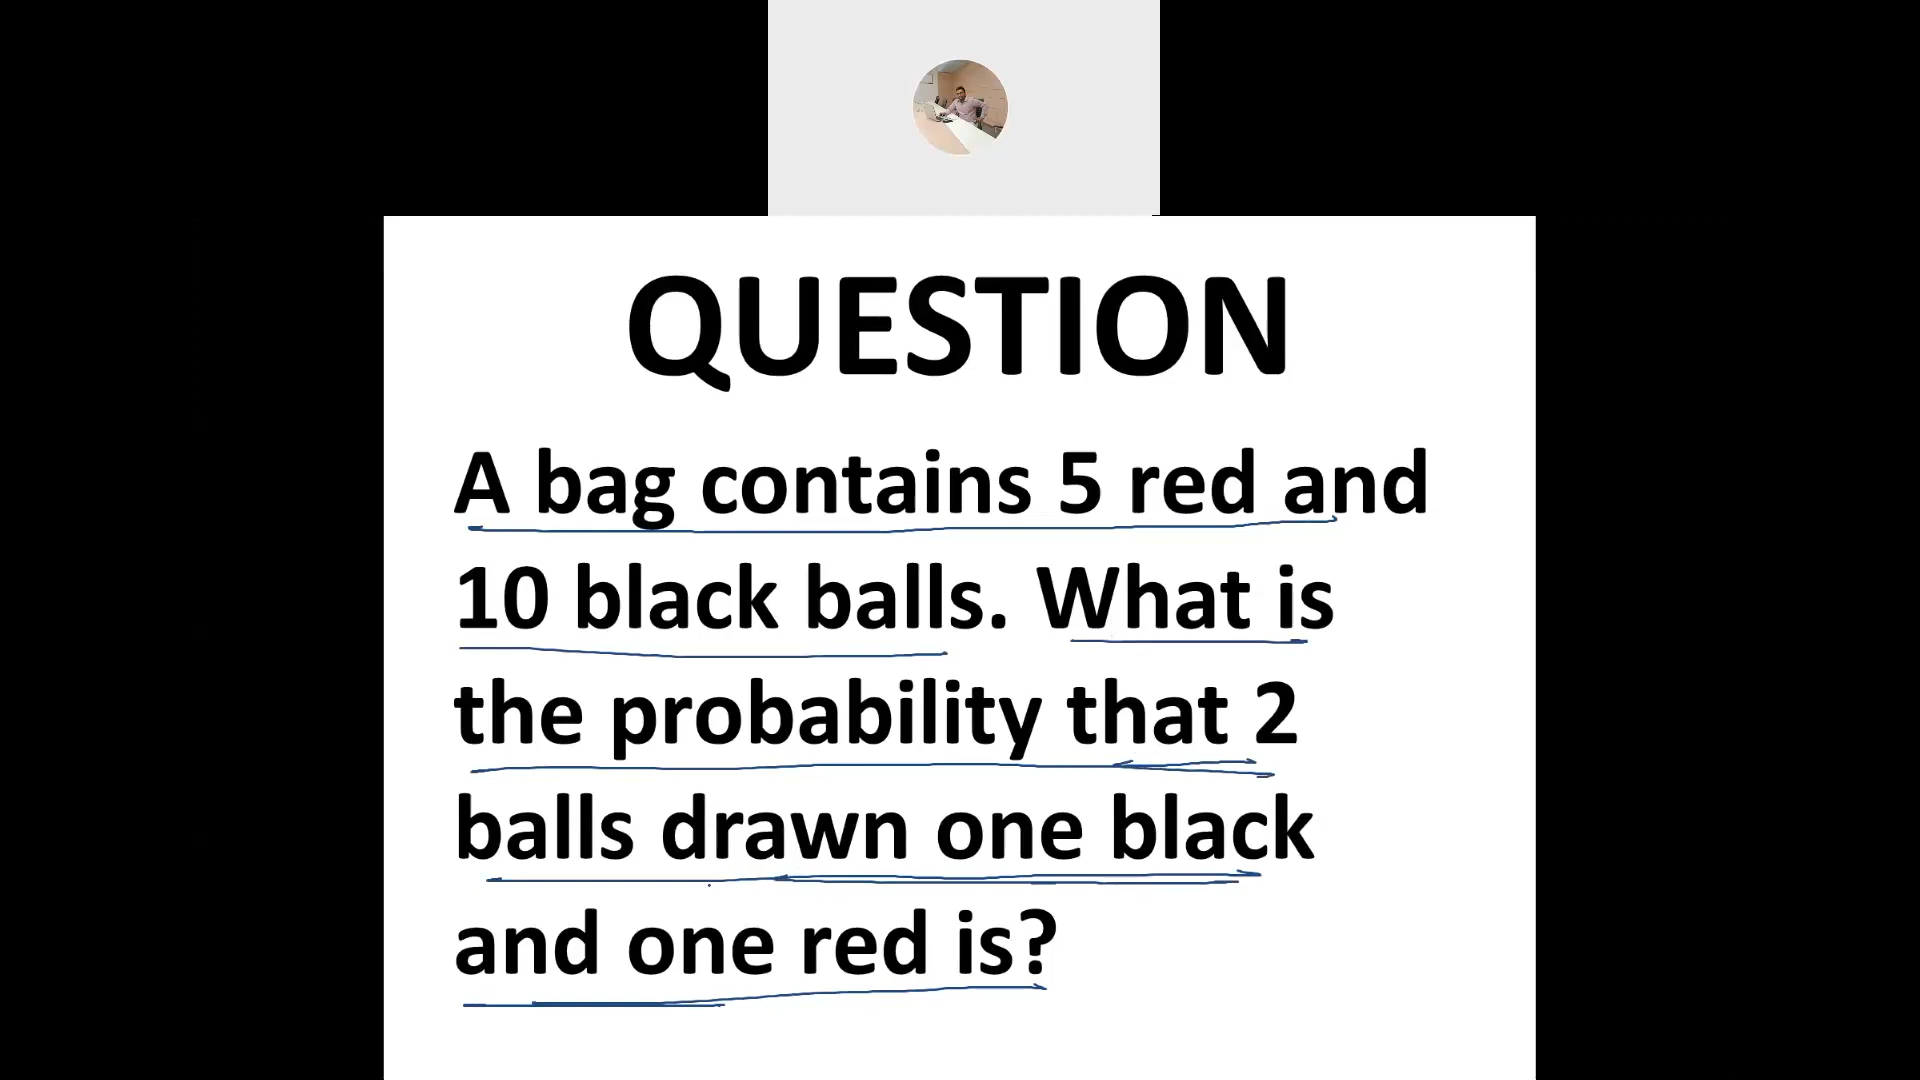 QUESTION
A bag contains 5 red and
10 black balls. What is
the probability that 2
balls drawn one black
and one red is?